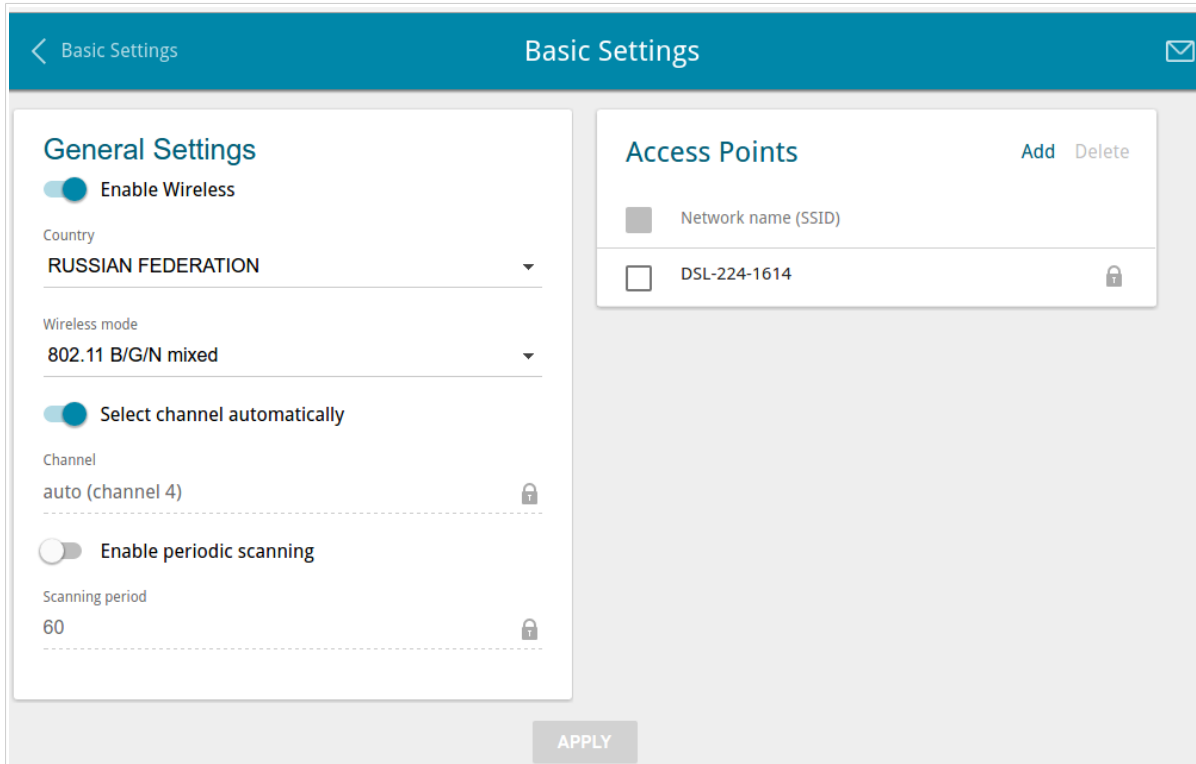 Basic Settings
Basic Settings
General Settings
Enable Wireless
Country
RUSSIAN FEDERATION
Wireless mode
802.11 B/G/N mixed
Select channel automatically
Channel
auto (channel 4)
Enable periodic scanning
Scanning period
60
Access Points
Add Delete
Network name (SSID)
DSL-224-1614
APPLY